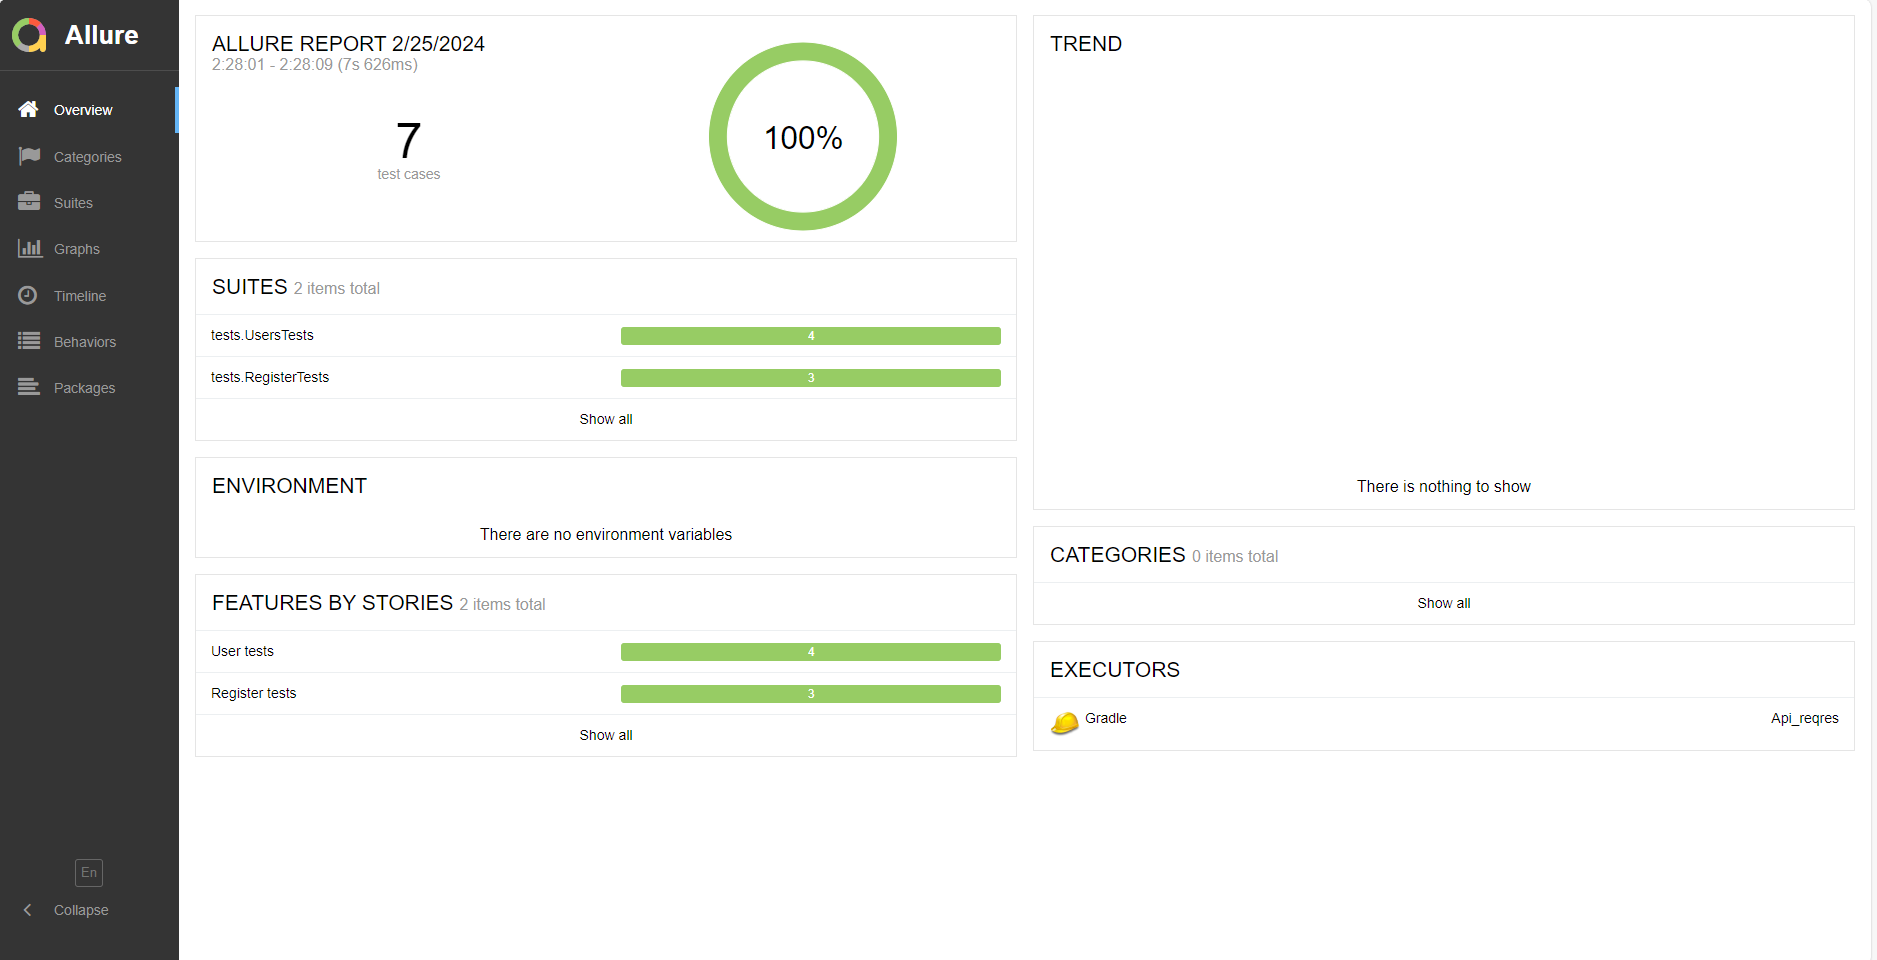 Allure
Overview
Categories
Suites
Graphs
Timeline
Behaviors
Packages
En
Collapse
ALLURE REPORT 2/25/2024
2:28:01 - 2:28:09 (7s 626ms)
7
test cases
100%
SUITES 2 items total
tests.UsersTests 4
tests.RegisterTests 3
Show all
ENVIRONMENT
There are no environment variables
FEATURES BY STORIES 2 items total
User tests 4
Register tests 3
Show all
TREND
There is nothing to show
CATEGORIES 0 items total
Show all
EXECUTORS
Gradle Api_reqres